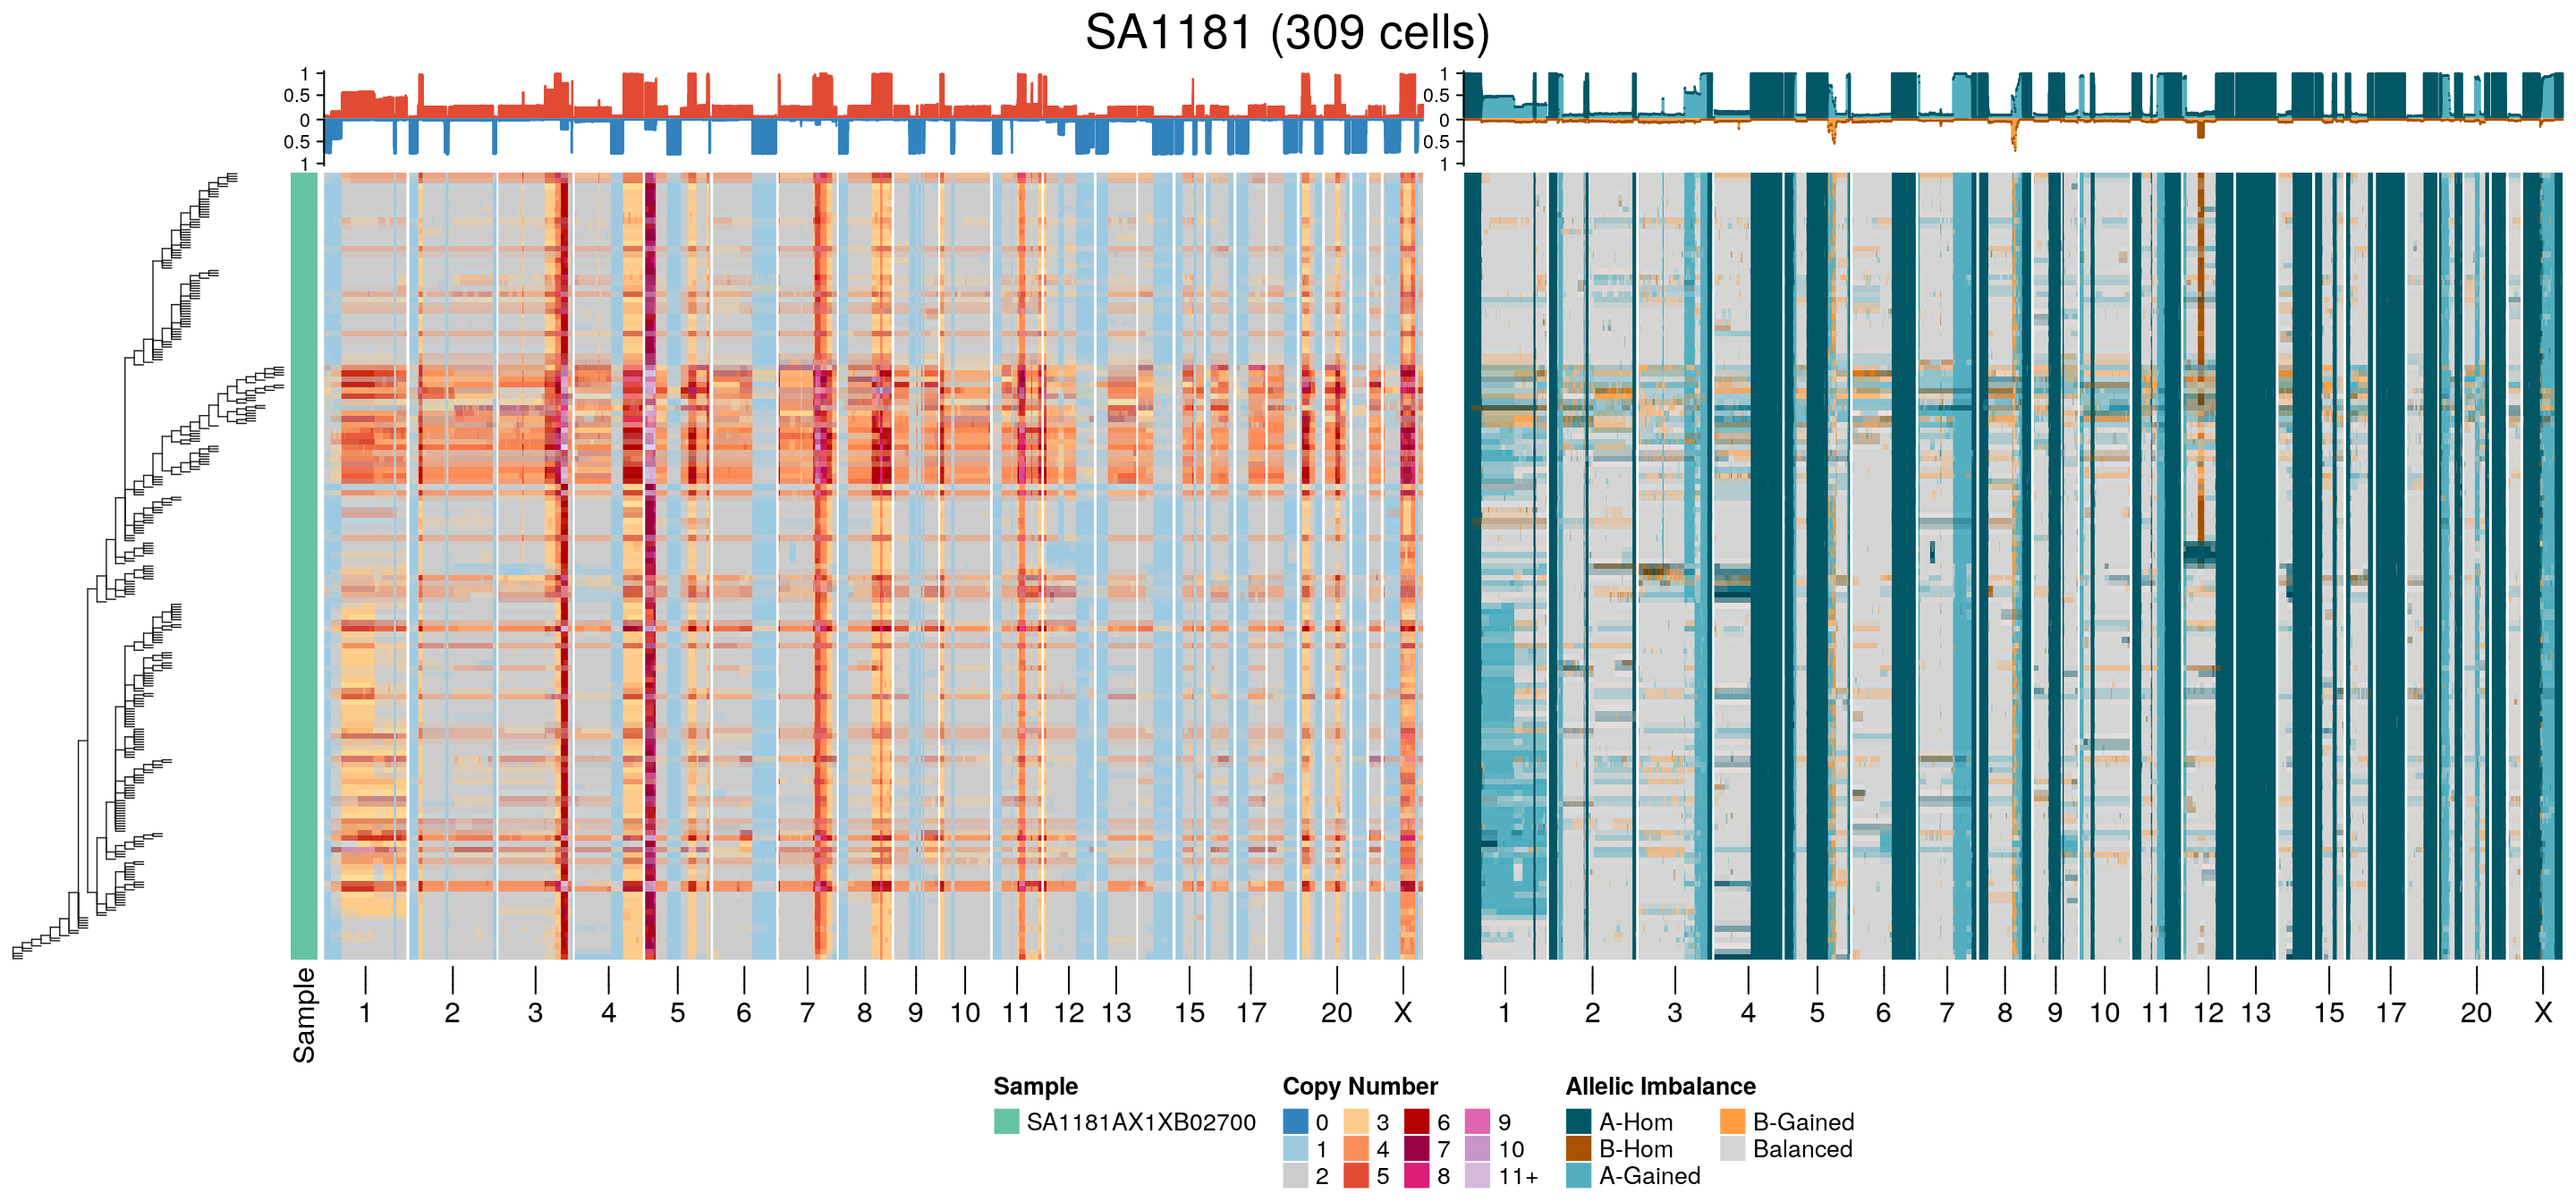 SA1181 (309 cells)
1
0.5
0
0.5
1
1
0.5
0
0.5
1
Sample
1 2 3 4 5 6 7 8 9 10 11 12 13 15 17 20 X
1 2 3 4 5 6 7 8 9 10 11 12 13 15 17 20 X
Sample
SA1181AX1XB02700
Copy Number
0 3 6 9
1 4 7 10
2 5 8 11+
Allelic Imbalance
A-Hom B-Gained
B-Hom Balanced
A-Gained